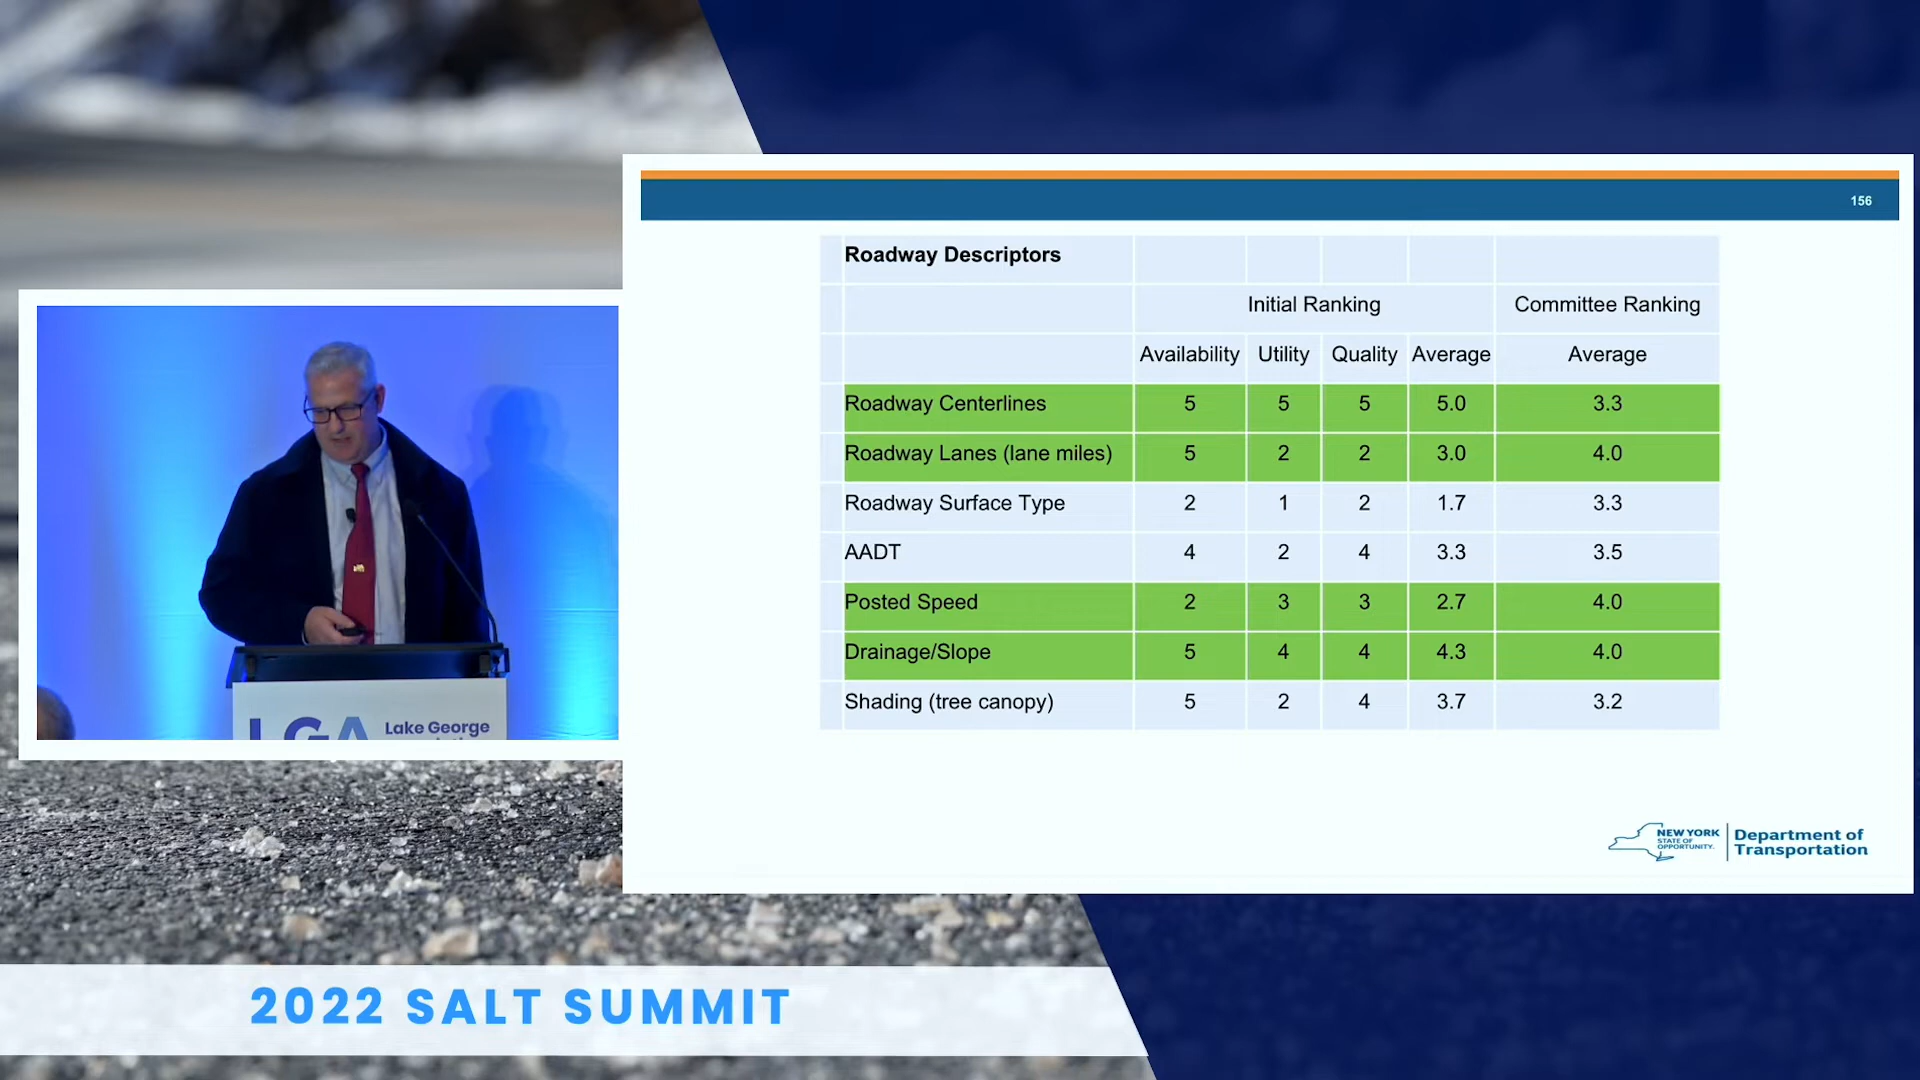 156
Roadway Descriptors
Initial Ranking Committee Ranking
Availability Utility Quality Average Average
Roadway Centerlines 5 5 5 5.0 3.3
Roadway Lanes (lane miles) 5 2 2 3.0 4.0
Roadway Surface Type 2 1 2 1.7 3.3
AADT 4 2 4 3.3 3.5
Posted Speed 2 3 3 2.7 4.0
Drainage/Slope 5 4 4 4.3 4.0
Shading (tree canopy) 5 2 4 3.7 3.2
LGA Lake George
NEW YORK
STATE OF
OPPORTUNITY.
Department of
Transportation
2022 SALT SUMMIT